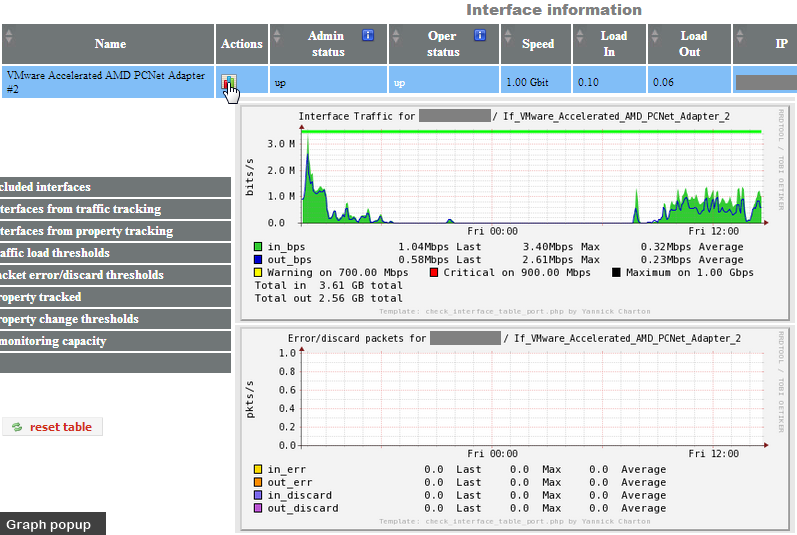 Interface information
Name
Actions
Admin status
Oper status
Speed
Load In
Load Out
IP
VMware Accelerated AMD PCNet Adapter #2
up
up
1.00 Gbit
0.10
0.06
Interface Traffic for / If_VMware_Accelerated_AMD_PCNet_Adapter_2
RRDTOOL / TOBI OETIKER
bits/s
3.0 M
2.0 M
1.0 M
0.0
Fri 00:00 Fri 12:00
in_bps 1.04Mbps Last 3.40Mbps Max 0.32Mbps Average
out_bps 0.58Mbps Last 2.61Mbps Max 0.23Mbps Average
Warning on 700.00 Mbps Critical on 900.00 Mbps Maximum on 1.00 Gbps
Total in 3.61 GB total
Total out 2.56 GB total
Template: check_interface_table_port.php by Yannick Charton
cluded interfaces
terfaces from traffic tracking
terfaces from property tracking
affic load thresholds
acket error/discard thresholds
roperty tracked
roperty change thresholds
monitoring capacity
reset table
Graph popup
Error/discard packets for / If_VMware_Accelerated_AMD_PCNet_Adapter_2
RRDTOOL / TOBI OETIKER
pkts/s
1.0
0.8
0.6
0.4
0.2
0.0
Fri 00:00 Fri 12:00
in_err 0.0 Last 0.0 Max 0.0 Average
out_err 0.0 Last 0.0 Max 0.0 Average
in_discard 0.0 Last 0.0 Max 0.0 Average
out_discard 0.0 Last 0.0 Max 0.0 Average
Template: check_interface_table_port.php by Yannick Charton